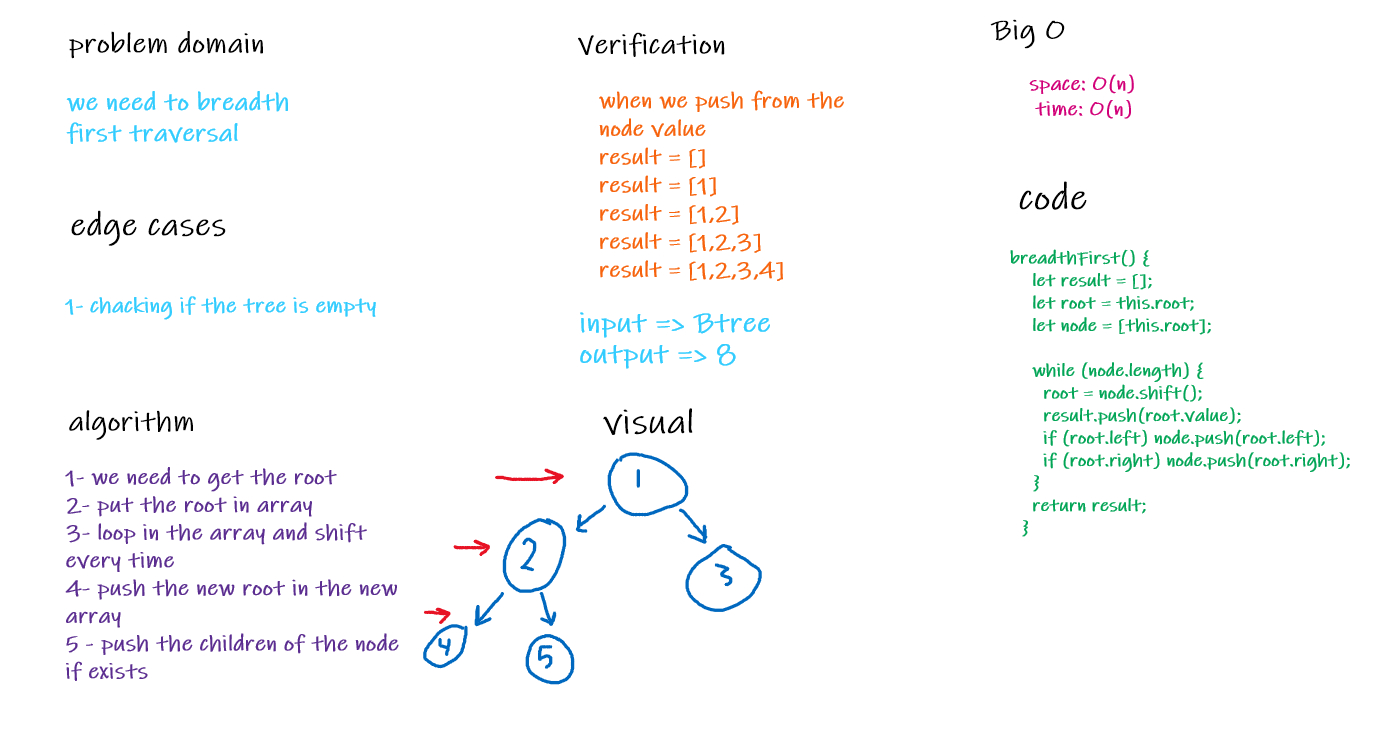 problem domain
we need to breadth
first traversal
edge cases
1- chacking if the tree is empty
algorithm
1- we need to get the root
2- put the root in array
3- loop in the array and shift
every time
4- push the new root in the new
array
5 - push the children of the node
if exists
Verification
when we push from the
node value
result = []
result = [1]
result = [1,2]
result = [1,2,3]
result = [1,2,3,4]
input => Btree
output => 8
visual
1
2
3
4
5
Big O
space: O(n)
time: O(n)
code
breadthFirst() {
let result = [];
let root = this.root;
let node = [this.root];
while (node.length) {
root = node.shift();
result.push(root.value);
if (root.left) node.push(root.left);
if (root.right) node.push(root.right);
}
return result;
}